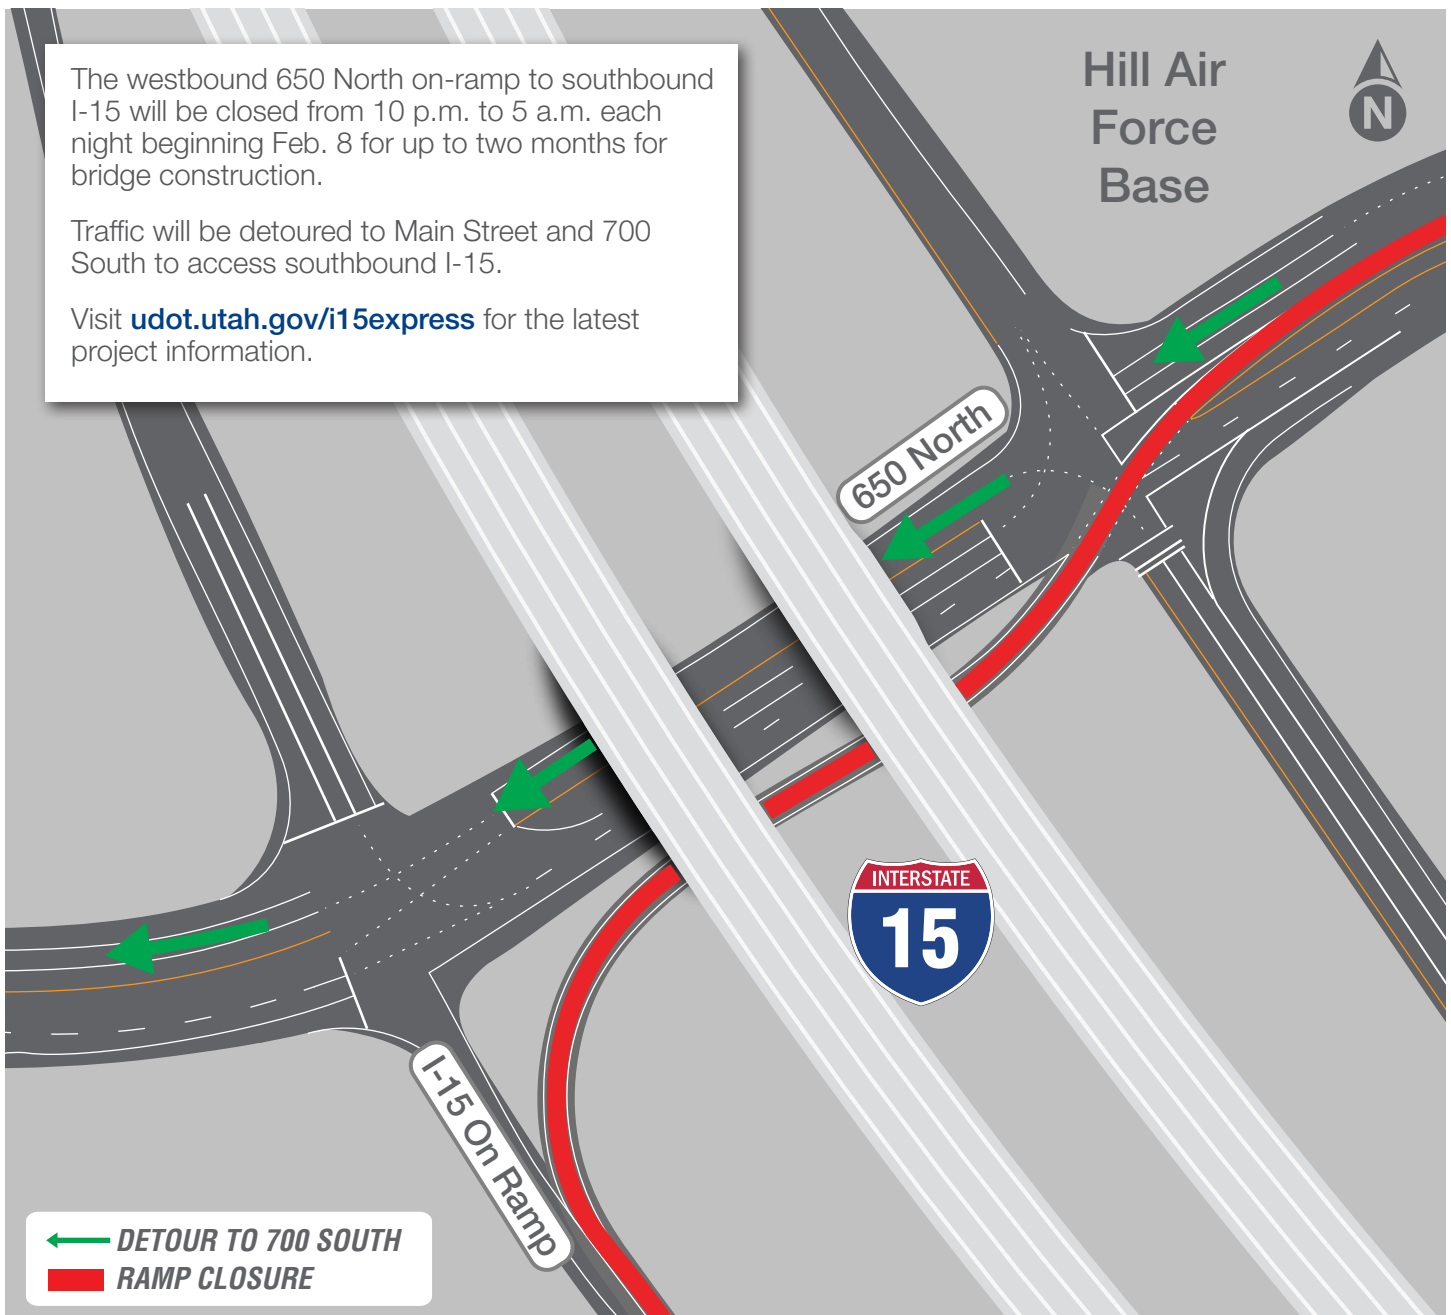 The westbound 650 North on-ramp to southbound
I-15 will be closed from 10 p.m. to 5 a.m. each
night beginning Feb. 8 for up to two months for
bridge construction.
Traffic will be detoured to Main Street and 700
South to access southbound I-15.
Visit udot.utah.gov/i15express for the latest
project information.
Hill Air
Force
Base
N
650 North
INTERSTATE
15
I-15 On Ramp
DETOUR TO 700 SOUTH
RAMP CLOSURE